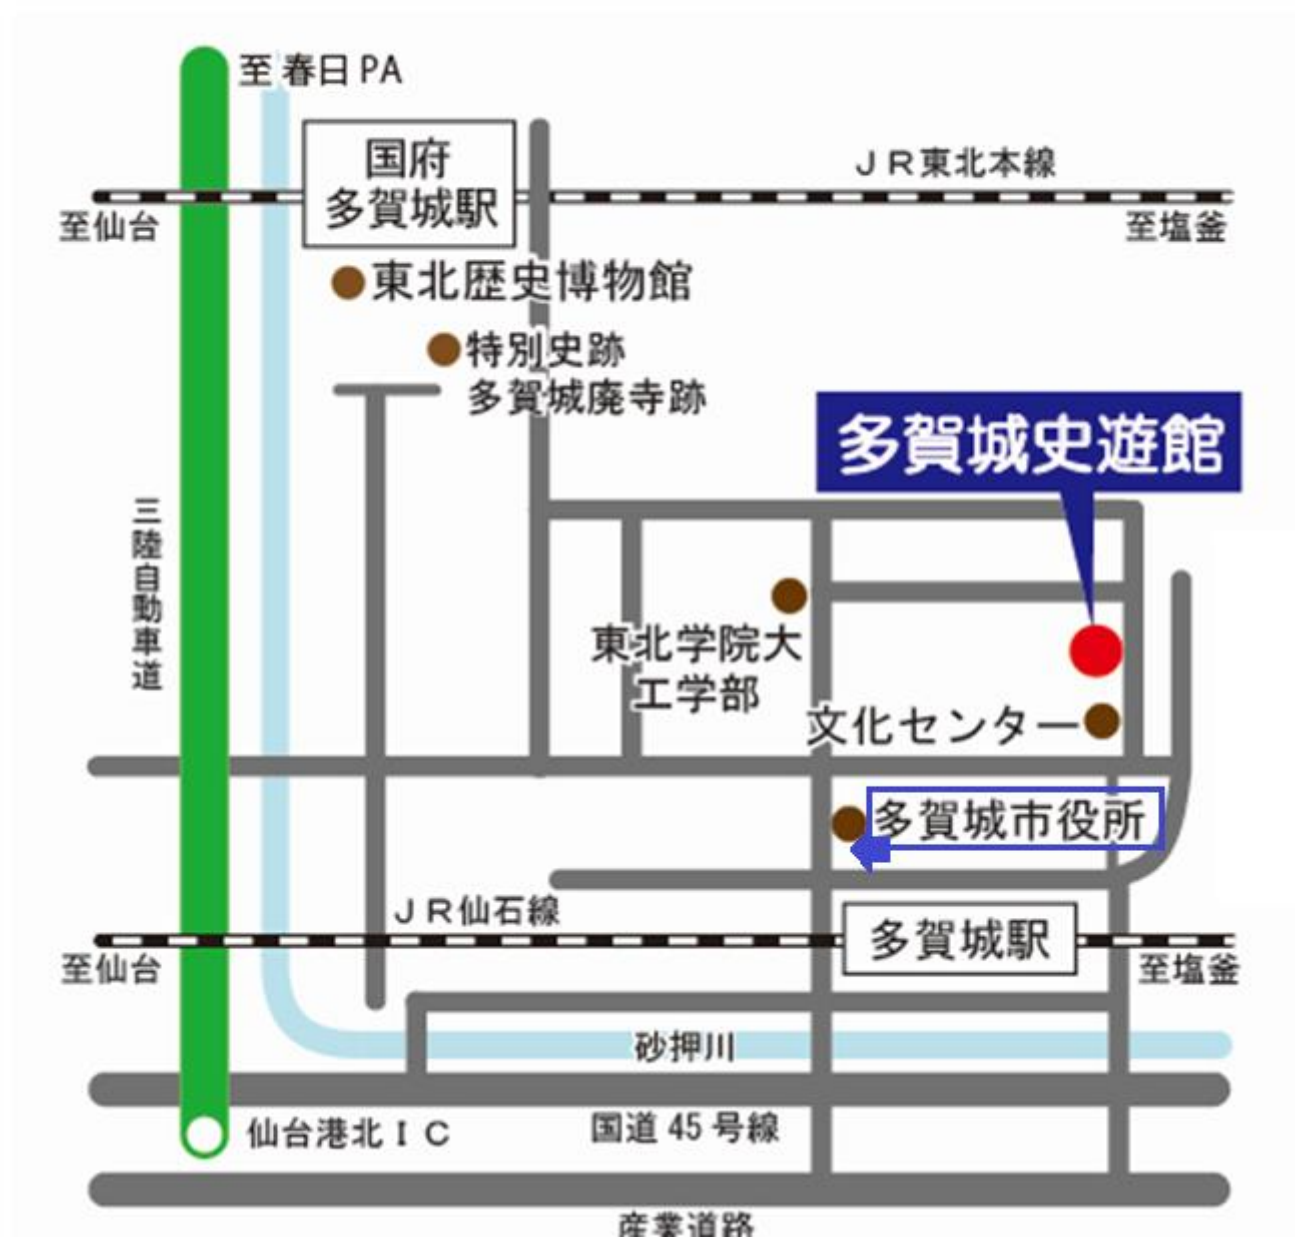 至 春日 PA
国府
多賀城駅
ＪＲ東北本線
至仙台
至塩釜
東北歴史博物館
特別史跡
多賀城廃寺跡
多賀城史遊館
三陸自動車道
東北学院大
工学部
文化センター
多賀城市役所
ＪＲ仙石線
多賀城駅
至仙台
至塩釜
砂押川
国道 45 号線
仙台港北ＩＣ
産業道路